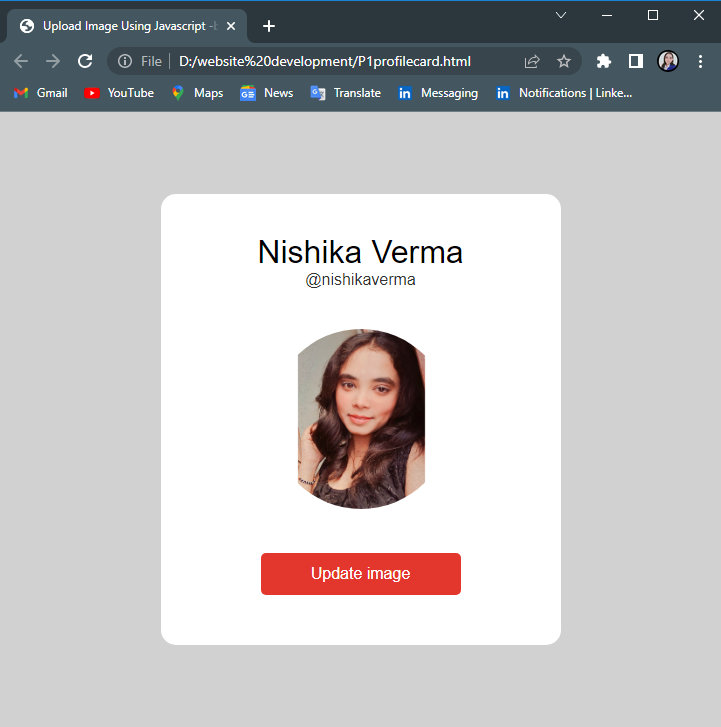 Upload Image Using Javascript -
File
D:/website%20development/P1profilecard.html
Gmail
YouTube
Maps
News
Translate
Messaging
Notifications | Linke...
Nishika Verma
@nishikaverma
Update image